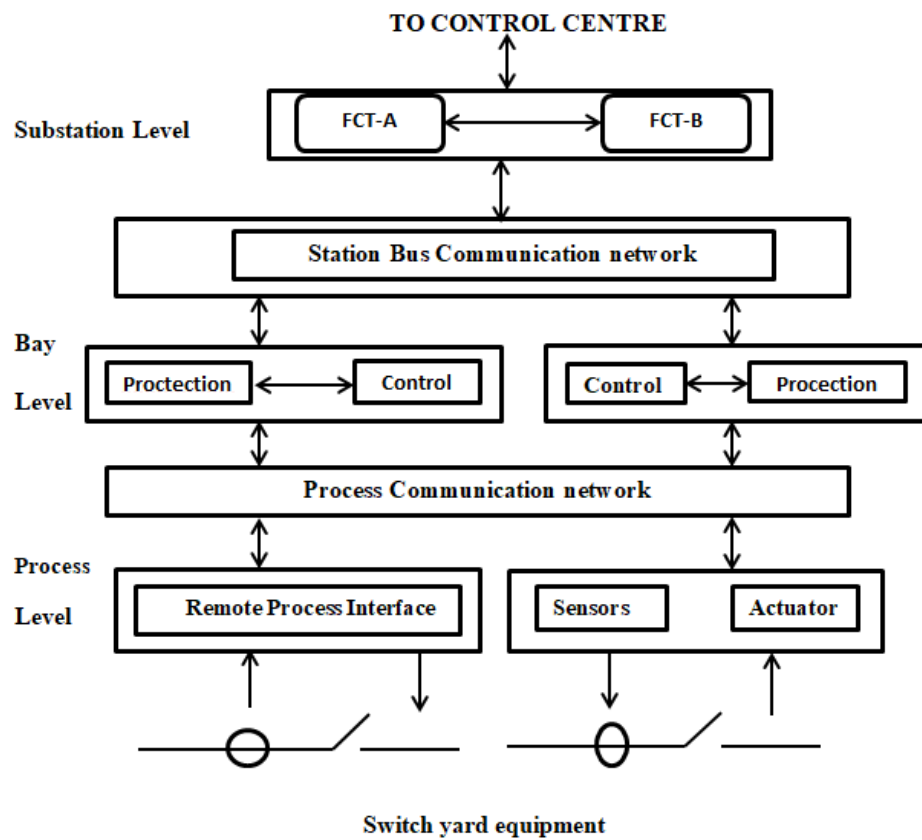 TO CONTROL CENTRE
FCT-A
FCT-B
Substation Level
Station Bus Communication network
Bay
Level
Proctection
Control
Control
Procection
Process Communication network
Process
Level
Remote Process Interface
Sensors
Actuator
Switch yard equipment